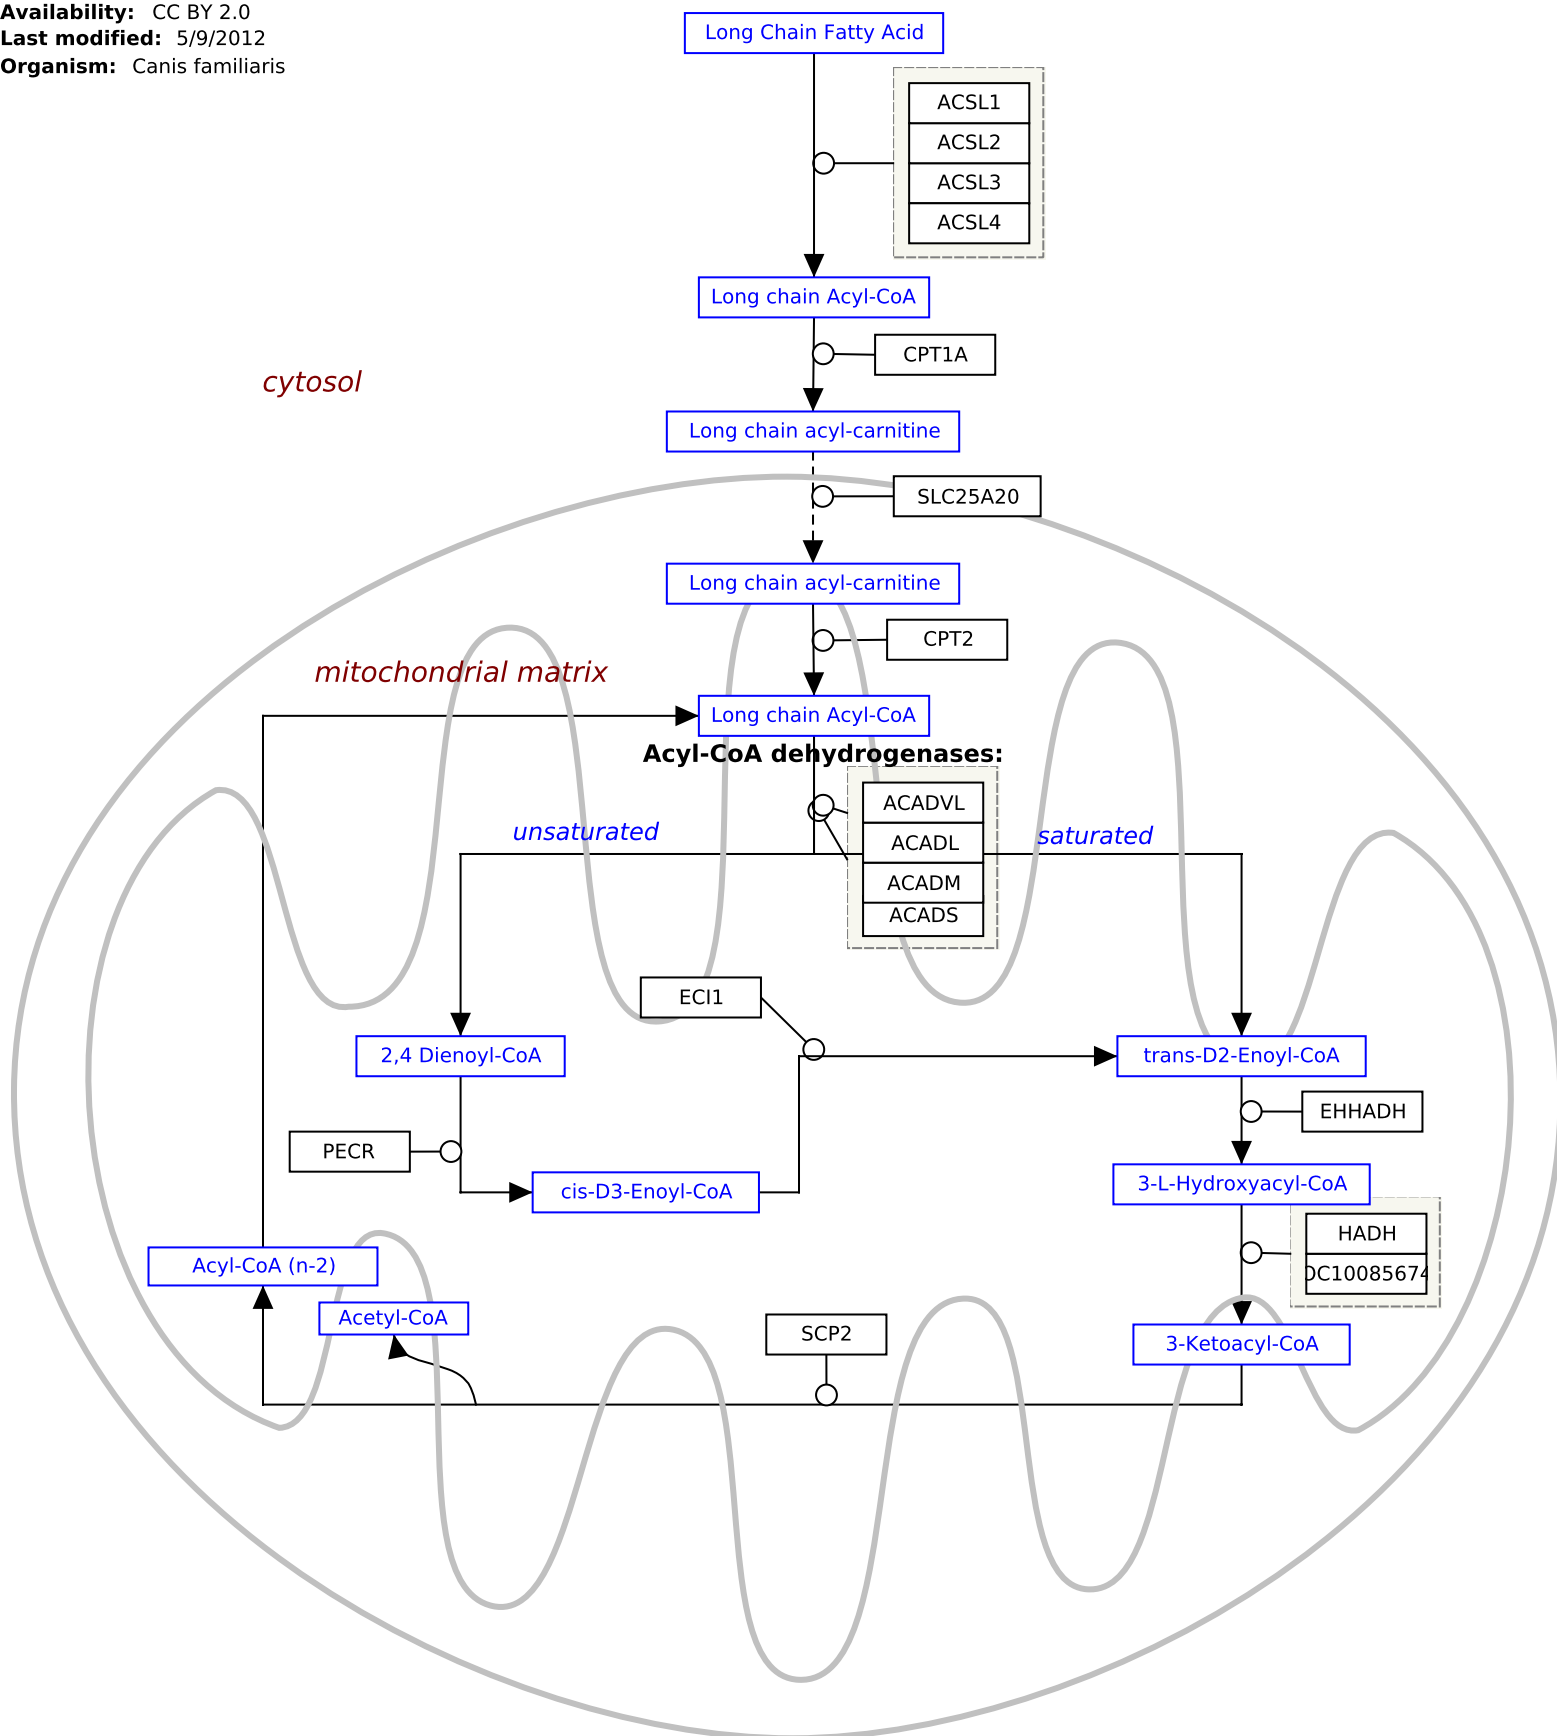 Availability: CC BY 2.0
Last modified: 5/9/2012
Organism: Canis familiaris
Long Chain Fatty Acid
ACSL1
ACSL2
ACSL3
ACSL4
Long chain Acyl-CoA
CPT1A
cytosol
Long chain acyl-carnitine
SLC25A20
Long chain acyl-carnitine
CPT2
mitochondrial matrix
Long chain Acyl-CoA
Acyl-CoA dehydrogenases:
ACADVL
unsaturated
saturated
ACADL
ACADM
ACADS
ECI1
2,4 Dienoyl-CoA
trans-D2-Enoyl-CoA
EHHADH
PECR
cis-D3-Enoyl-CoA
3-L-Hydroxyacyl-CoA
HADH
OC10085674
Acyl-CoA (n-2)
Acetyl-CoA
SCP2
3-Ketoacyl-CoA